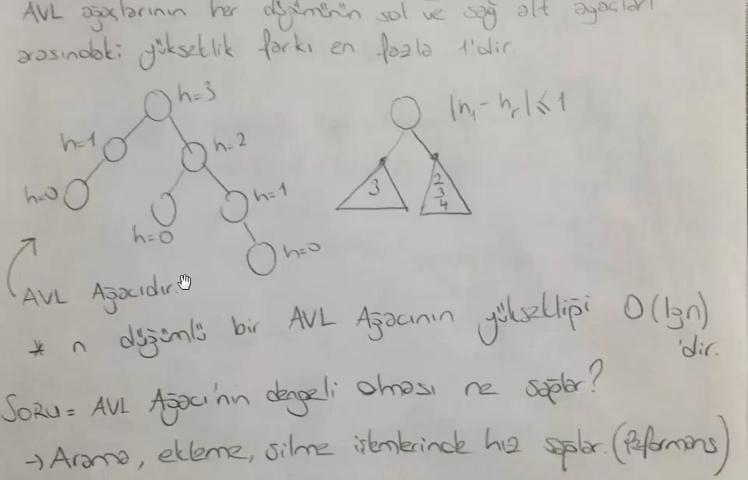 AVL ağaçlarının her düğümünün sol ve sağ alt ağaçları
arasındaki yükseklik farkı en fazla 1'dir.
h=3
|h₁ - hᵣ| ≤ 1
h=1
h=2
3
2
3
4
h=0
h=1
h=0
h=0
AVL Ağacıdır.
* n düğümlü bir AVL Ağacının yüksekliği O(lgn)
'dir.
SORU = AVL Ağacı'nın dengeli olması ne sağlar?
→ Arama, ekleme, silme işlemlerinde hız sağlar. (Performans)